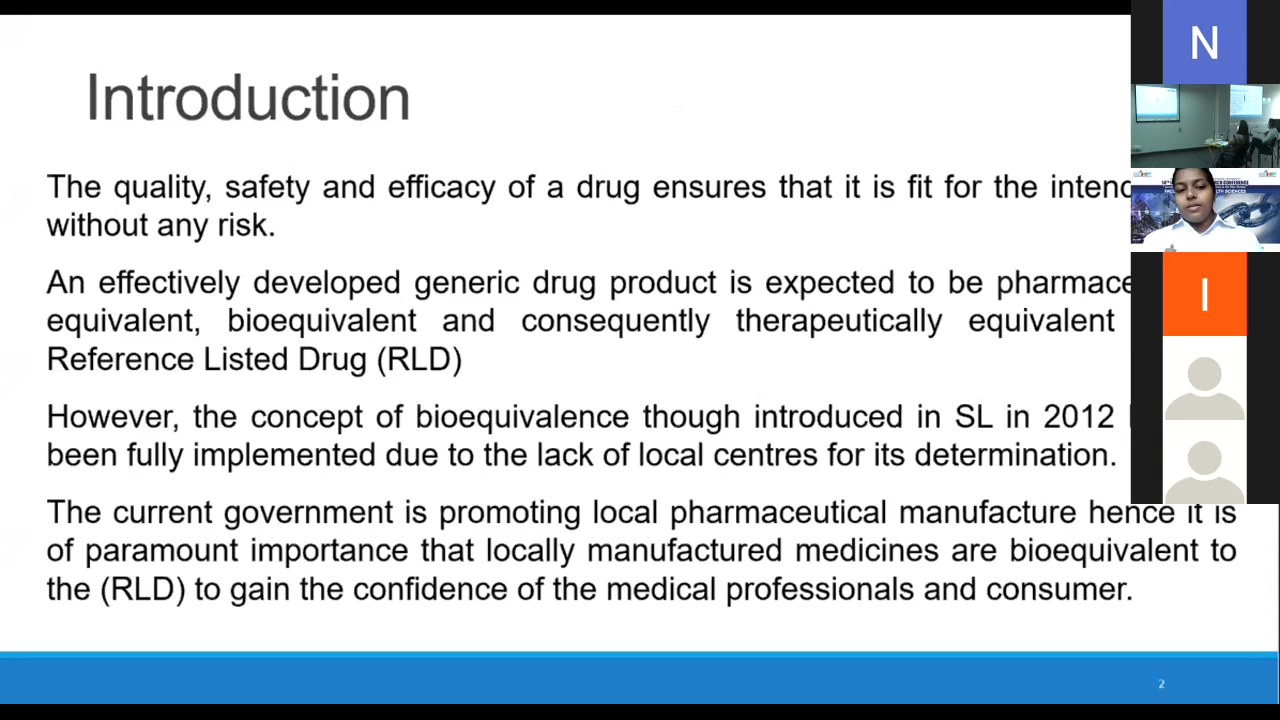 Introduction
The quality, safety and efficacy of a drug ensures that it is fit for the
without any risk.
An effectively developed generic drug product is expected to be
equivalent, bioequivalent and consequently therapeutically equivalent
Reference Listed Drug (RLD)
However, the concept of bioequivalence though introduced in SL in 2012
been fully implemented due to the lack of local centres for its determination.
The current government is promoting local pharmaceutical manufacture hence it is
of paramount importance that locally manufactured medicines are bioequivalent to
the (RLD) to gain the confidence of the medical professionals and consumer.
2
N
I